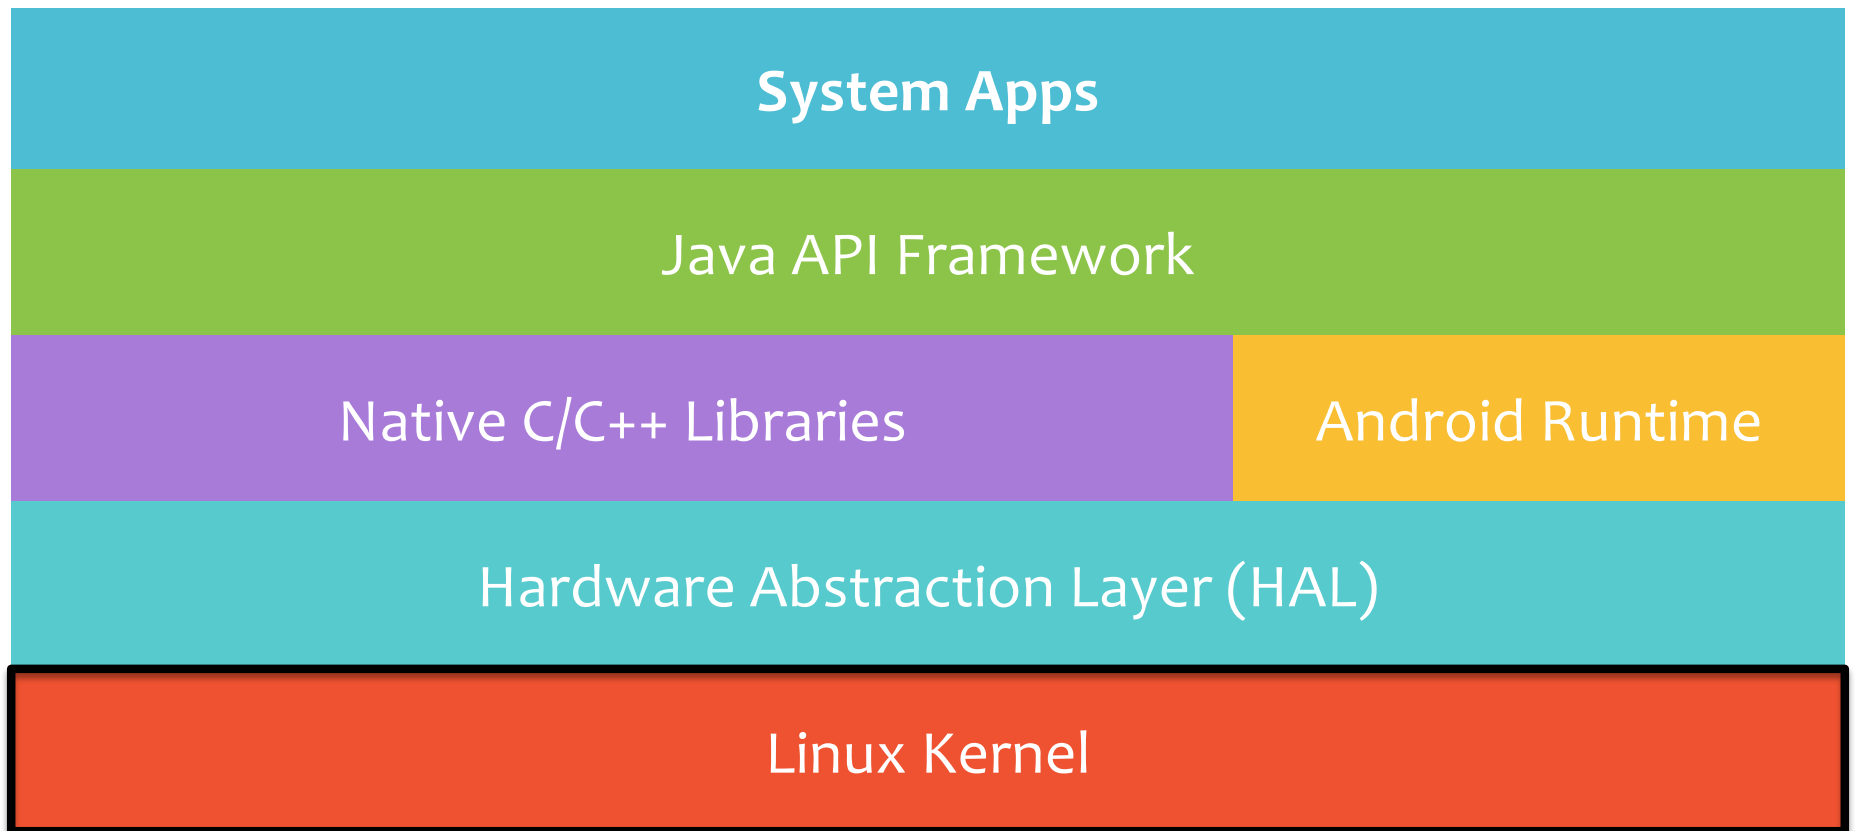 System Apps
Java API Framework
Native C/C++ Libraries
Android Runtime
Hardware Abstraction Layer (HAL)
Linux Kernel